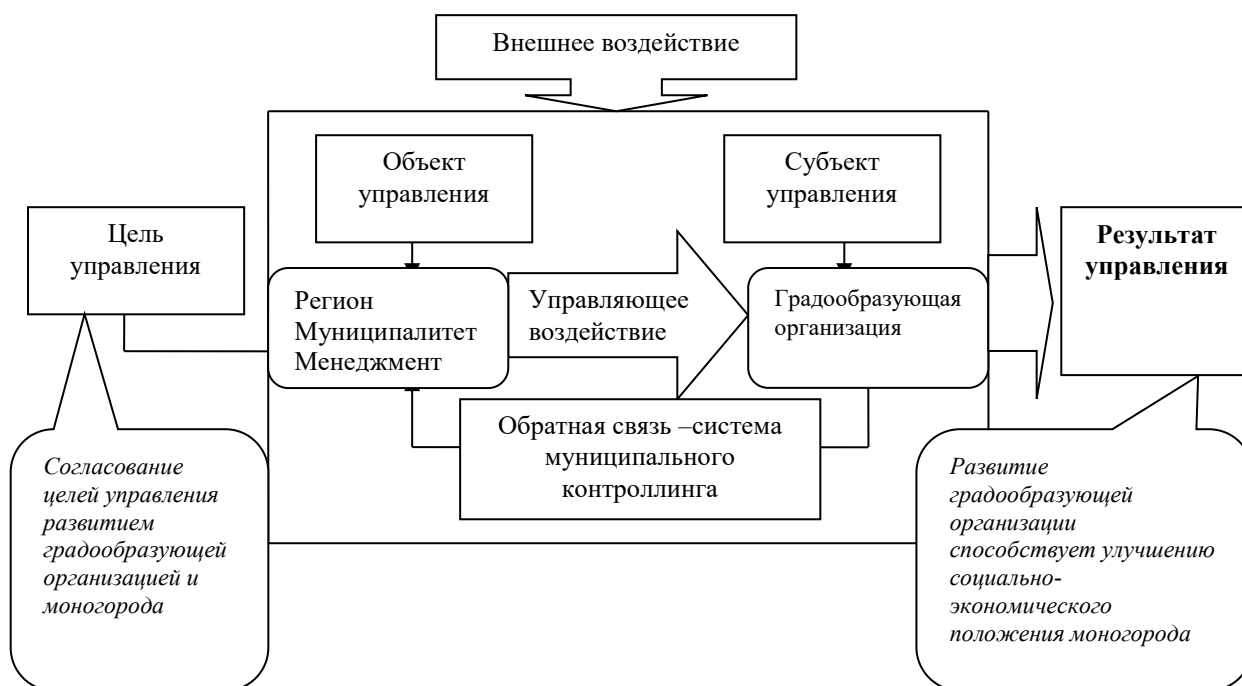 Внешнее воздействие
Объект
управления
Субъект
управления
Цель
управления
Результат
управления
Регион
Муниципалитет
Менеджмент
Управляющее
воздействие
Градообразующая
организация
Обратная связь –система
муниципального
контроллинга
Согласование
целей управления
развитием
градообразующей
организацией и
моногорода
Развитие
градообразующей
организации
способствует улучшению
социально-
экономического
положения моногорода